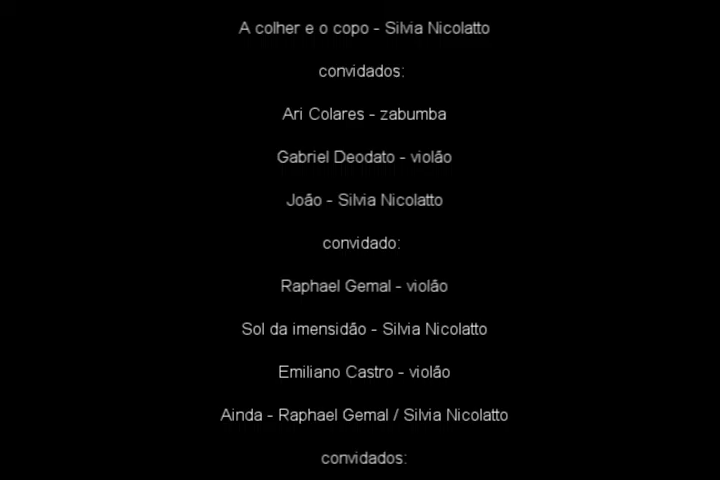 A colher e o copo - Silvia Nicolatto
convidados:
Ari Colares - zabumba
Gabriel Deodato - violão
João - Silvia Nicolatto
convidado:
Raphael Gemal - violão
Sol da imensidão - Silvia Nicolatto
Emiliano Castro - violão
Ainda - Raphael Gemal / Silvia Nicolatto
convidados: